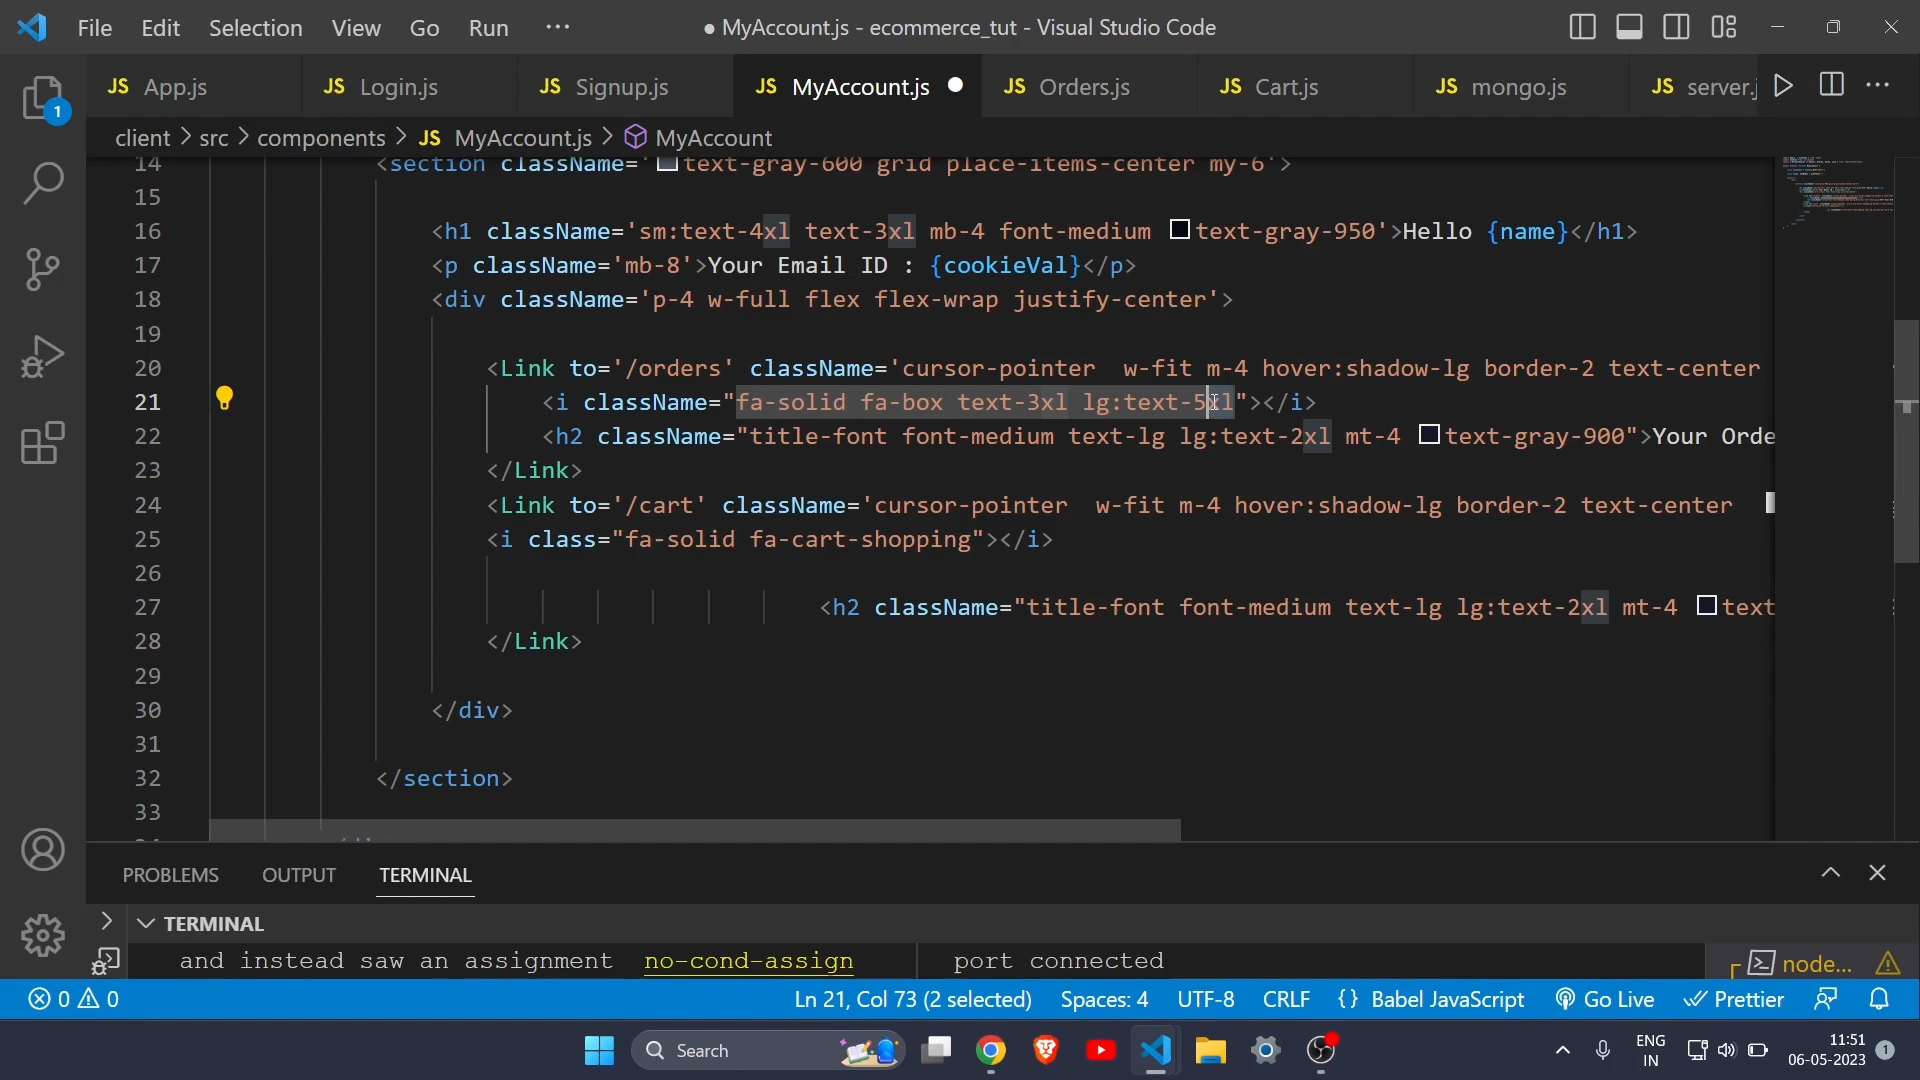 File Edit Selection View Go Run ··· ● MyAccount.js - ecommerce_tut - Visual Studio Code
JS App.js JS Login.js JS Signup.js JS MyAccount.js JS Orders.js JS Cart.js JS mongo.js JS server.j
1
client > src > components > JS MyAccount.js > MyAccount
14 <section className='text-gray-600 grid place-items-center my-6'>
15
16 <h1 className='sm:text-4xl text-3xl mb-4 font-medium text-gray-950'>Hello {name}</h1>
17 <p className='mb-8'>Your Email ID : {cookieVal}</p>
18 <div className='p-4 w-full flex flex-wrap justify-center'>
19
20 <Link to='/orders' className='cursor-pointer  w-fit m-4 hover:shadow-lg border-2 text-center
21 <i className="fa-solid fa-box text-3xl lg:text-5xl"></i>
22 <h2 className="title-font font-medium text-lg lg:text-2xl mt-4 text-gray-900">Your Orde
23 </Link>
24 <Link to='/cart' className='cursor-pointer  w-fit m-4 hover:shadow-lg border-2 text-center
25 <i class="fa-solid fa-cart-shopping"></i>
26
27 <h2 className="title-font font-medium text-lg lg:text-2xl mt-4 text
28 </Link>
29
30 </div>
31
32 </section>
33
PROBLEMS OUTPUT TERMINAL
TERMINAL
and instead saw an assignment  no-cond-assign port connected node...
0 0 Ln 21, Col 73 (2 selected) Spaces: 4 UTF-8 CRLF {} Babel JavaScript Go Live Prettier
Search ENG 11:51
IN 06-05-2023 1